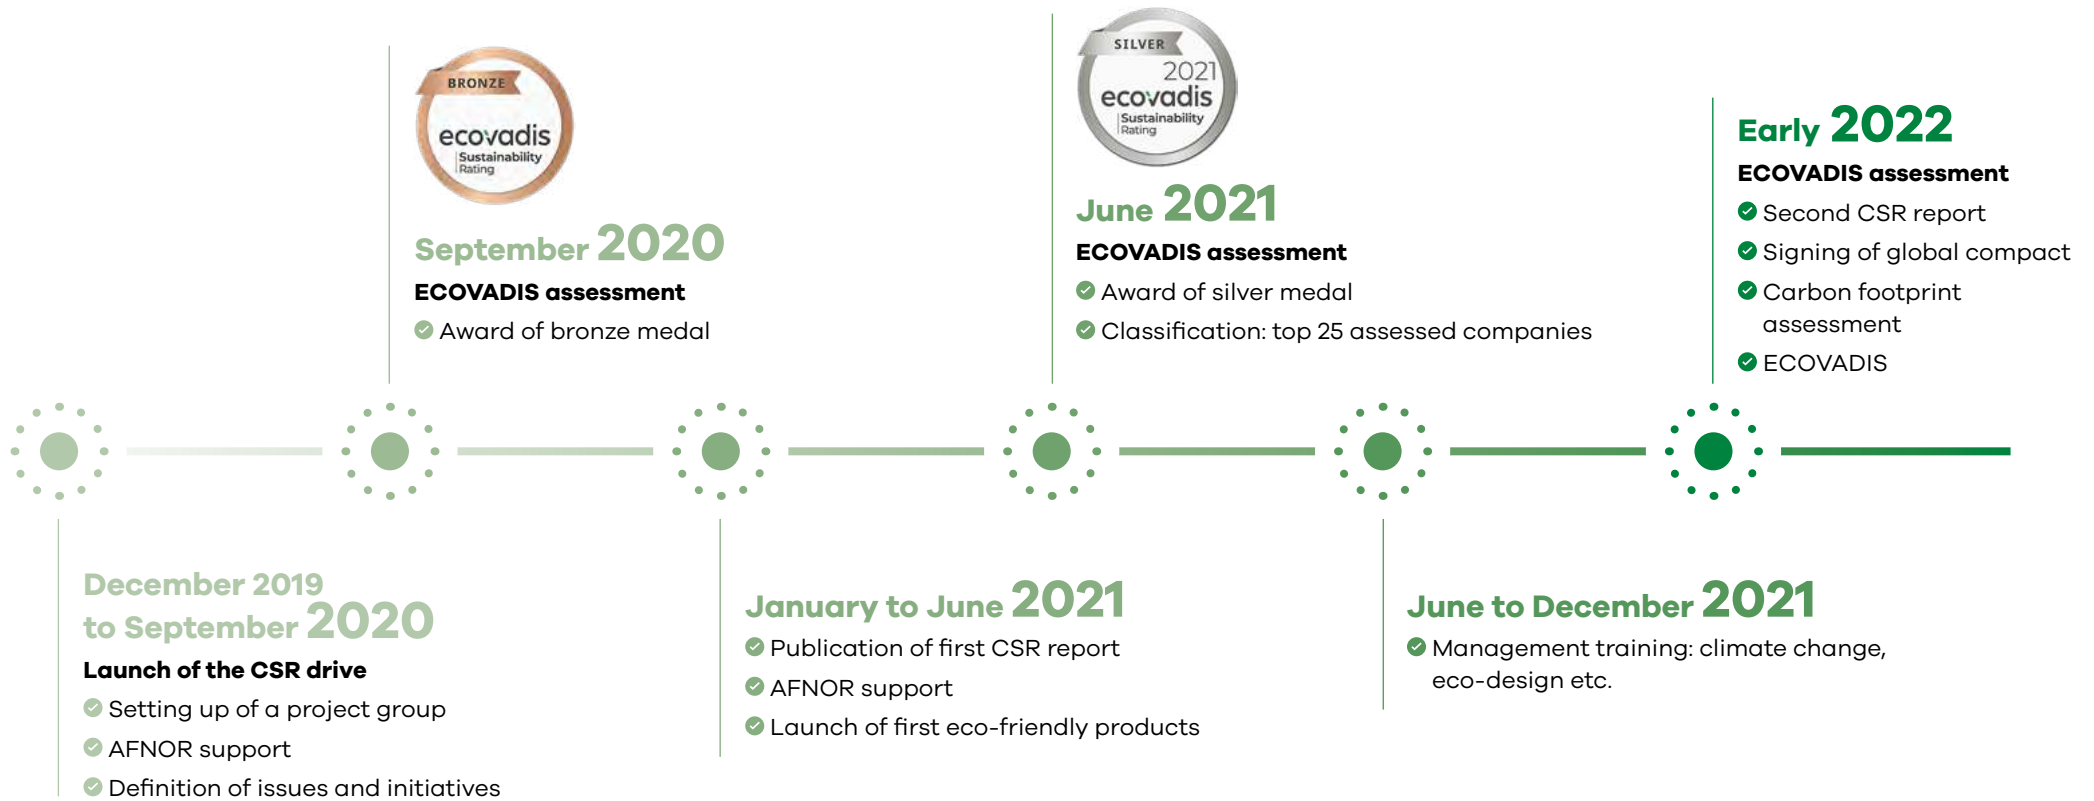 BRONZE
ecovadis
Sustainability
Rating
September 2020
ECOVADIS assessment
Award of bronze medal
SILVER
2021
ecovadis
Sustainability
Rating
June 2021
ECOVADIS assessment
Award of silver medal
Classification: top 25 assessed companies
Early 2022
ECOVADIS assessment
Second CSR report
Signing of global compact
Carbon footprint
assessment
ECOVADIS
December 2019
to September 2020
Launch of the CSR drive
Setting up of a project group
AFNOR support
Definition of issues and initiatives
January to June 2021
Publication of first CSR report
AFNOR support
Launch of first eco-friendly products
June to December 2021
Management training: climate change,
eco-design etc.